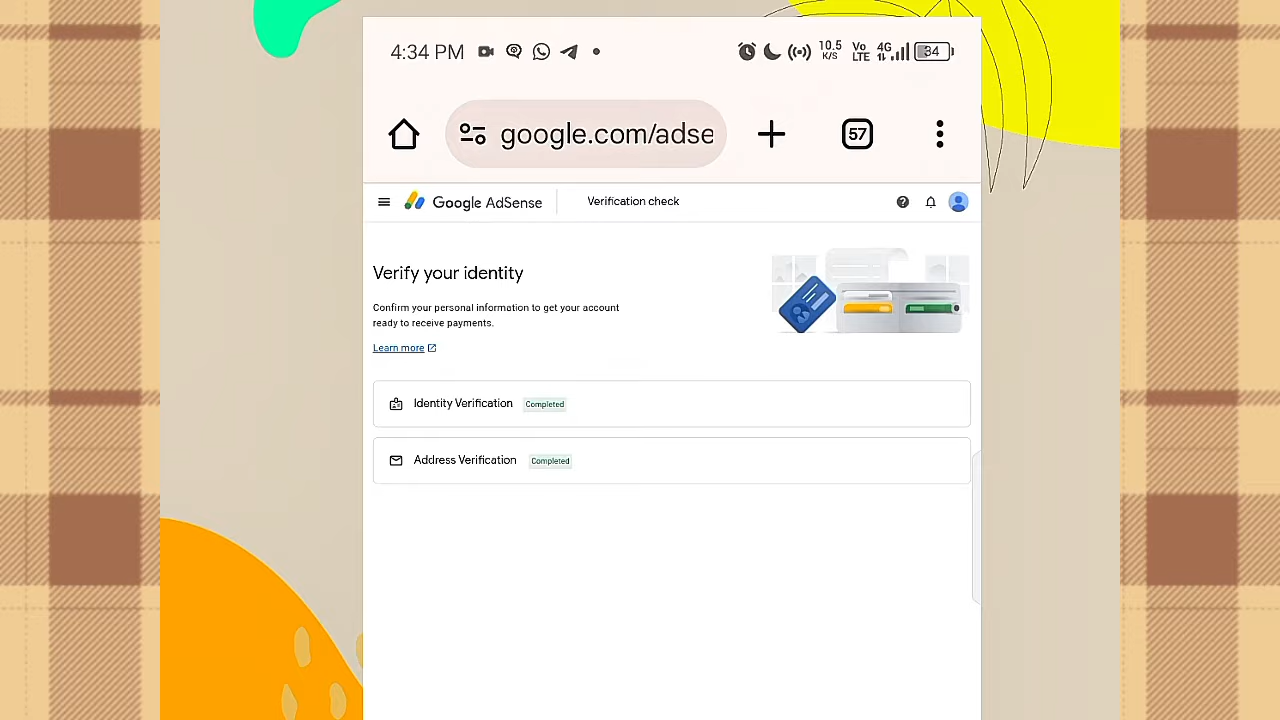 4:34 PM 10.5 K/S Vo LTE 4G 34
google.com/adse 57
Google AdSense Verification check
Verify your identity
Confirm your personal information to get your account
ready to receive payments.
Learn more
Identity Verification Completed
Address Verification Completed